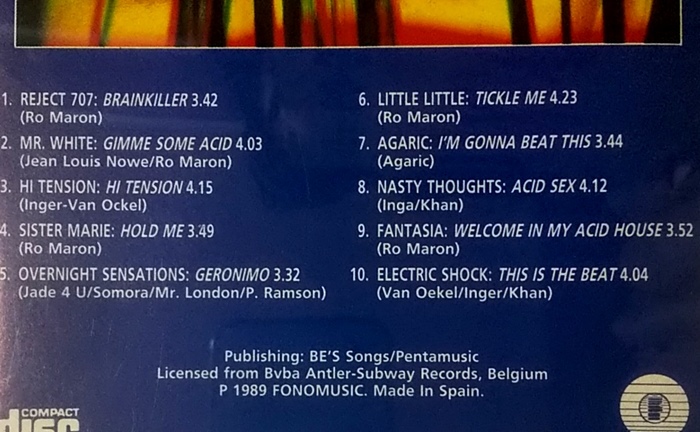 1. REJECT 707: BRAINKILLER 3.42
(Ro Maron)
2. MR. WHITE: GIMME SOME ACID 4.03
(Jean Louis Nowe/Ro Maron)
3. HI TENSION: HI TENSION 4.15
(Inger-Van Ockel)
4. SISTER MARIE: HOLD ME 3.49
(Ro Maron)
5. OVERNIGHT SENSATIONS: GERONIMO 3.32
(Jade 4 U/Somora/Mr. London/P. Ramson)
6. LITTLE LITTLE: TICKLE ME 4.23
(Ro Maron)
7. AGARIC: I'M GONNA BEAT THIS 3.44
(Agaric)
8. NASTY THOUGHTS: ACID SEX 4.12
(Inga/Khan)
9. FANTASIA: WELCOME IN MY ACID HOUSE 3.52
(Ro Maron)
10. ELECTRIC SHOCK: THIS IS THE BEAT 4.04
(Van Oekel/Inger/Khan)
Publishing: BE'S Songs/Pentamusic
Licensed from Bvba Antler-Subway Records, Belgium
P 1989 FONOMUSIC. Made In Spain.
COMPACT
disc